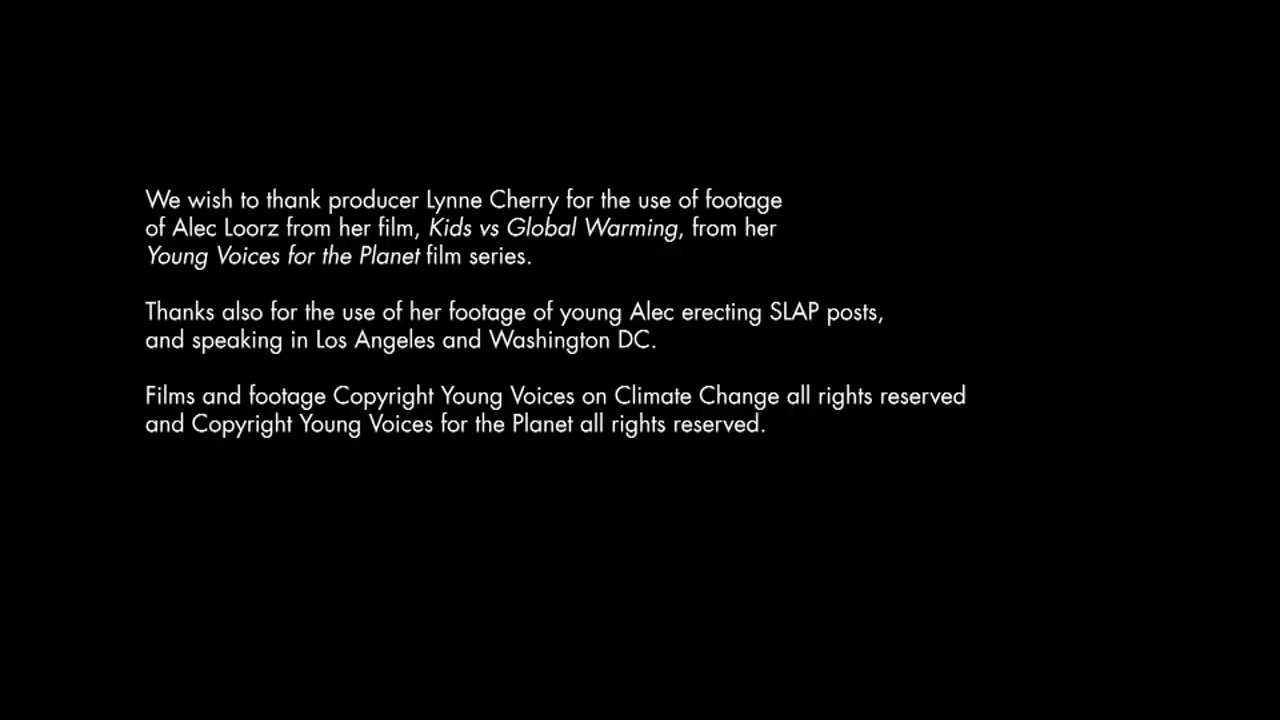 We wish to thank producer Lynne Cherry for the use of footage
of Alec Loorz from her film, Kids vs Global Warming, from her
Young Voices for the Planet film series.
Thanks also for the use of her footage of young Alec erecting SLAP posts,
and speaking in Los Angeles and Washington DC.
Films and footage Copyright Young Voices on Climate Change all rights reserved
and Copyright Young Voices for the Planet all rights reserved.